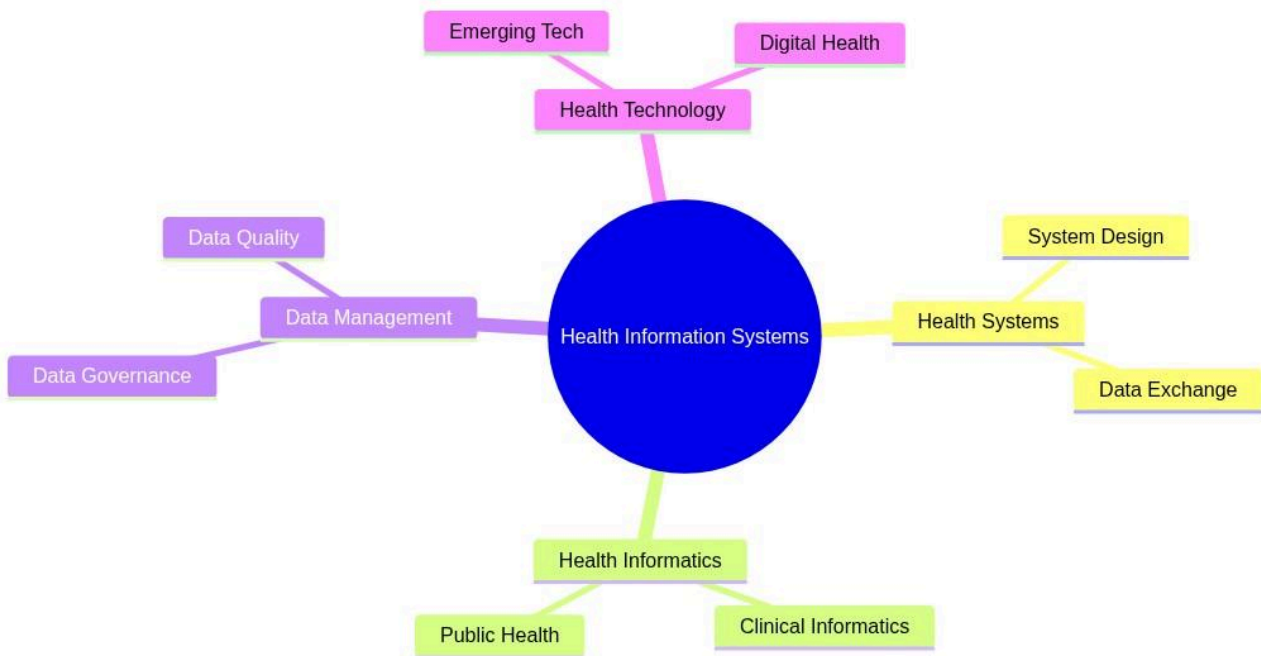 Emerging Tech
Digital Health
Health Technology
Data Quality
System Design
Data Management
Health Systems
Health Information Systems
Data Governance
Data Exchange
Health Informatics
Public Health
Clinical Informatics